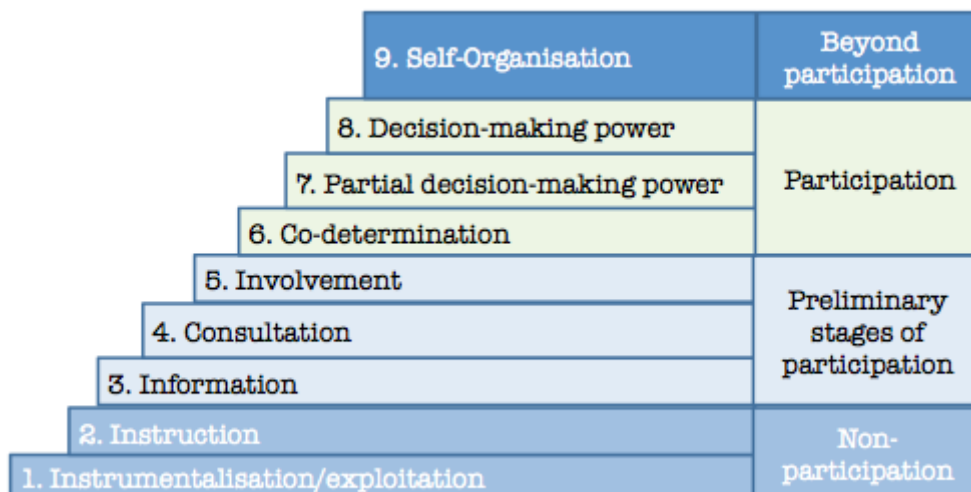 9. Self-Organisation
Beyond
participation
8. Decision-making power
7. Partial decision-making power
6. Co-determination
Participation
5. Involvement
4. Consultation
3. Information
Preliminary
stages of
participation
2. Instruction
1. Instrumentalisation/exploitation
Non-
participation